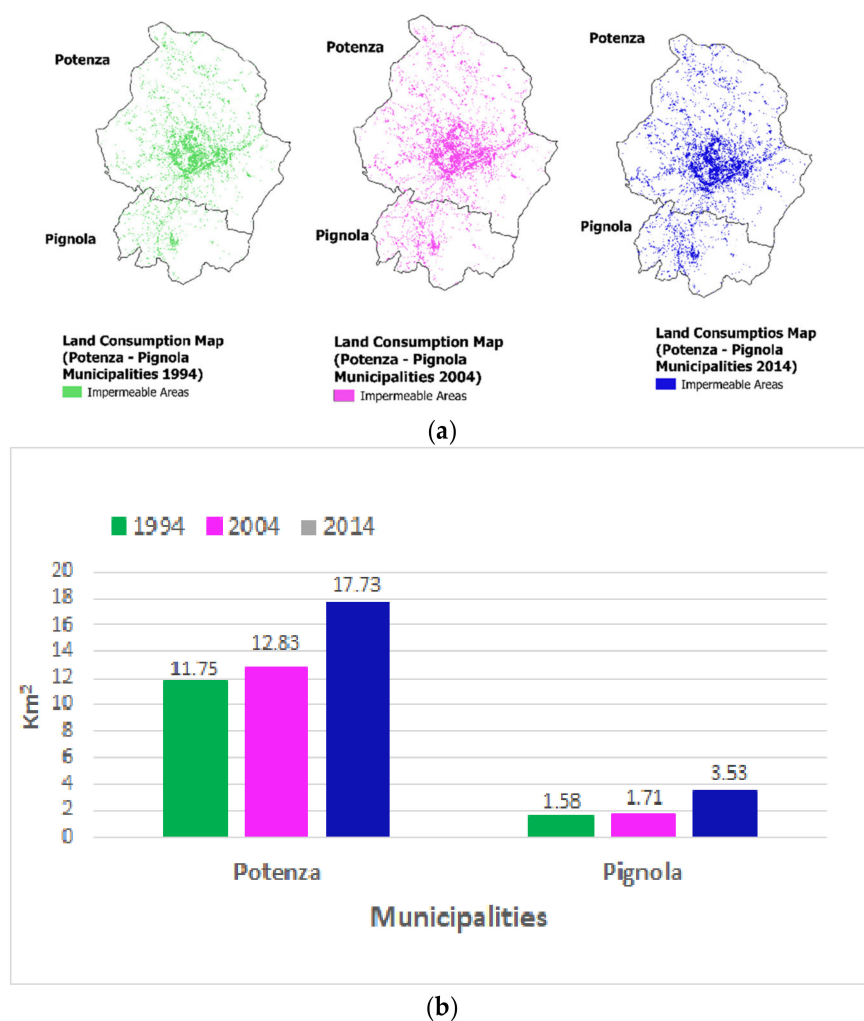 Potenza
Pignola
Land Consumption Map
(Potenza - Pignola
Municipalities 1994)
Impermeable Areas
Potenza
Pignola
Land Consumption Map
(Potenza - Pignola
Municipalities 2004)
Impermeable Areas
Potenza
Pignola
Land Consumptios Map
(Potenza - Pignola
Municipalities 2014)
Impermeable Areas
(a)
1994 2004 2014
Km²
20
18
16
14
12
10
8
6
4
2
0
11.75
12.83
17.73
1.58
1.71
3.53
Potenza
Pignola
Municipalities
(b)